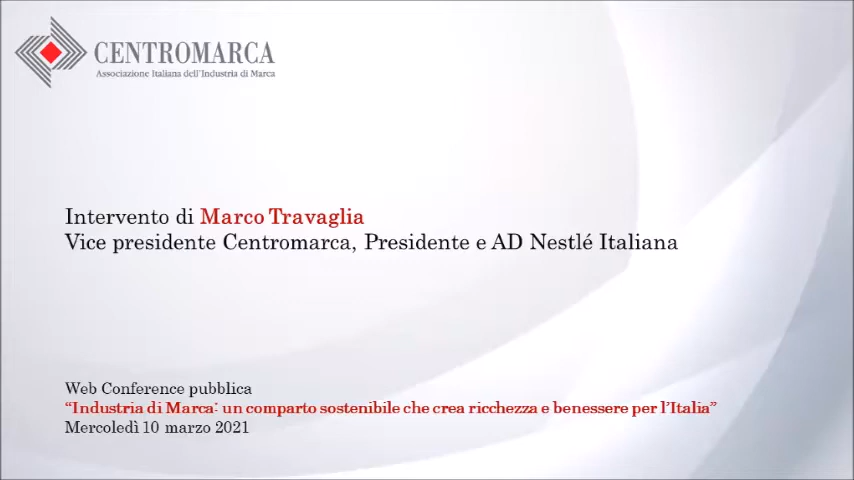 CENTROMARCA
Associazione Italiana dell'Industria di Marca
Intervento di Marco Travaglia
Vice presidente Centromarca, Presidente e AD Nestlé Italiana
Web Conference pubblica
“Industria di Marca: un comparto sostenibile che crea ricchezza e benessere per l’Italia”
Mercoledì 10 marzo 2021